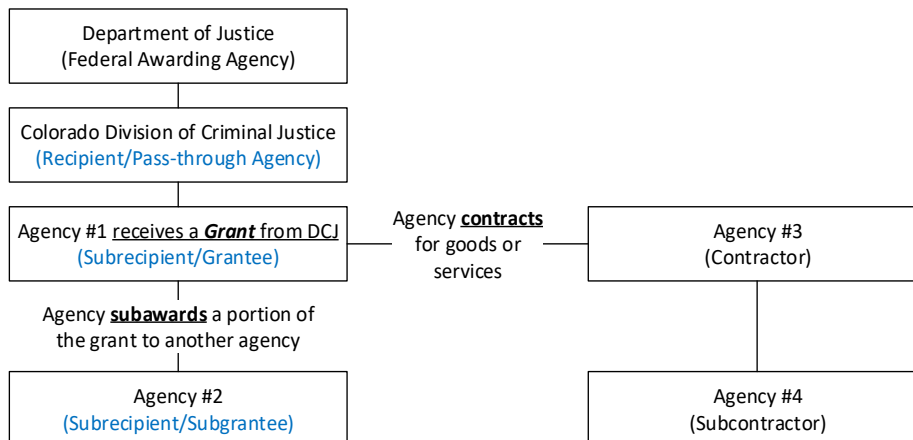 Department of Justice
(Federal Awarding Agency)
Colorado Division of Criminal Justice
(Recipient/Pass-through Agency)
Agency #1 receives a Grant from DCJ
(Subrecipient/Grantee)
Agency contracts
for goods or
services
Agency #3
(Contractor)
Agency subawards a portion of
the grant to another agency
Agency #2
(Subrecipient/Subgrantee)
Agency #4
(Subcontractor)